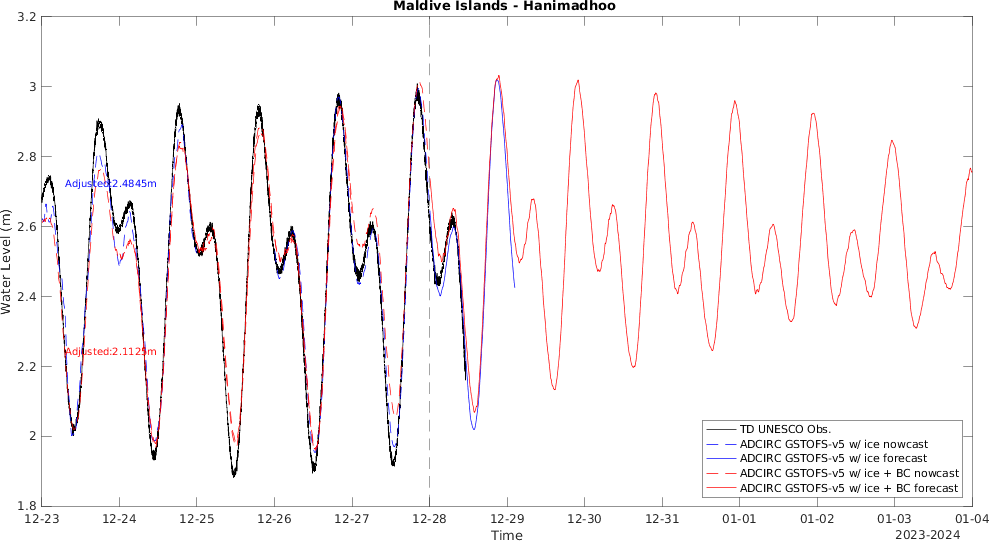 Maldive Islands - Hanimadhoo
Water Level (m)
3.2
3
2.8
2.6
2.4
2.2
2
1.8
Adjusted:2.4845m
Adjusted:2.1125m
TD UNESCO Obs.
ADCIRC GSTOFS-v5 w/ ice nowcast
ADCIRC GSTOFS-v5 w/ ice forecast
ADCIRC GSTOFS-v5 w/ ice + BC nowcast
ADCIRC GSTOFS-v5 w/ ice + BC forecast
12-23 12-24 12-25 12-26 12-27 12-28 12-29 12-30 12-31 01-01 01-02 01-03 01-04
Time
2023-2024